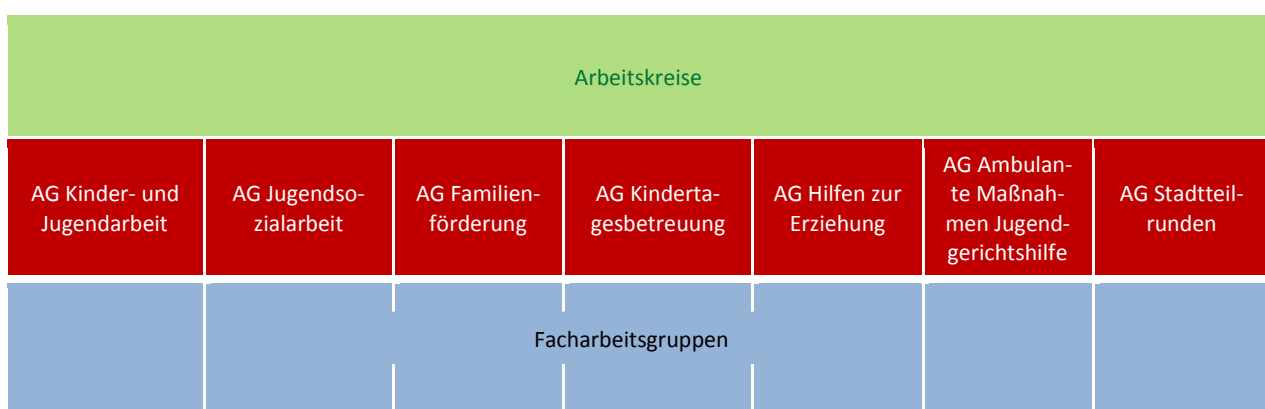 Arbeitskreise
AG Kinder- und
Jugendarbeit
AG Jugendso-
zialarbeit
AG Familien-
förderung
AG Kinderta-
gesbetreuung
AG Hilfen zur
Erziehung
AG Ambulan-
te Maßnah-
men Jugend-
gerichtshilfe
AG Stadtteil-
runden
Facharbeitsgruppen